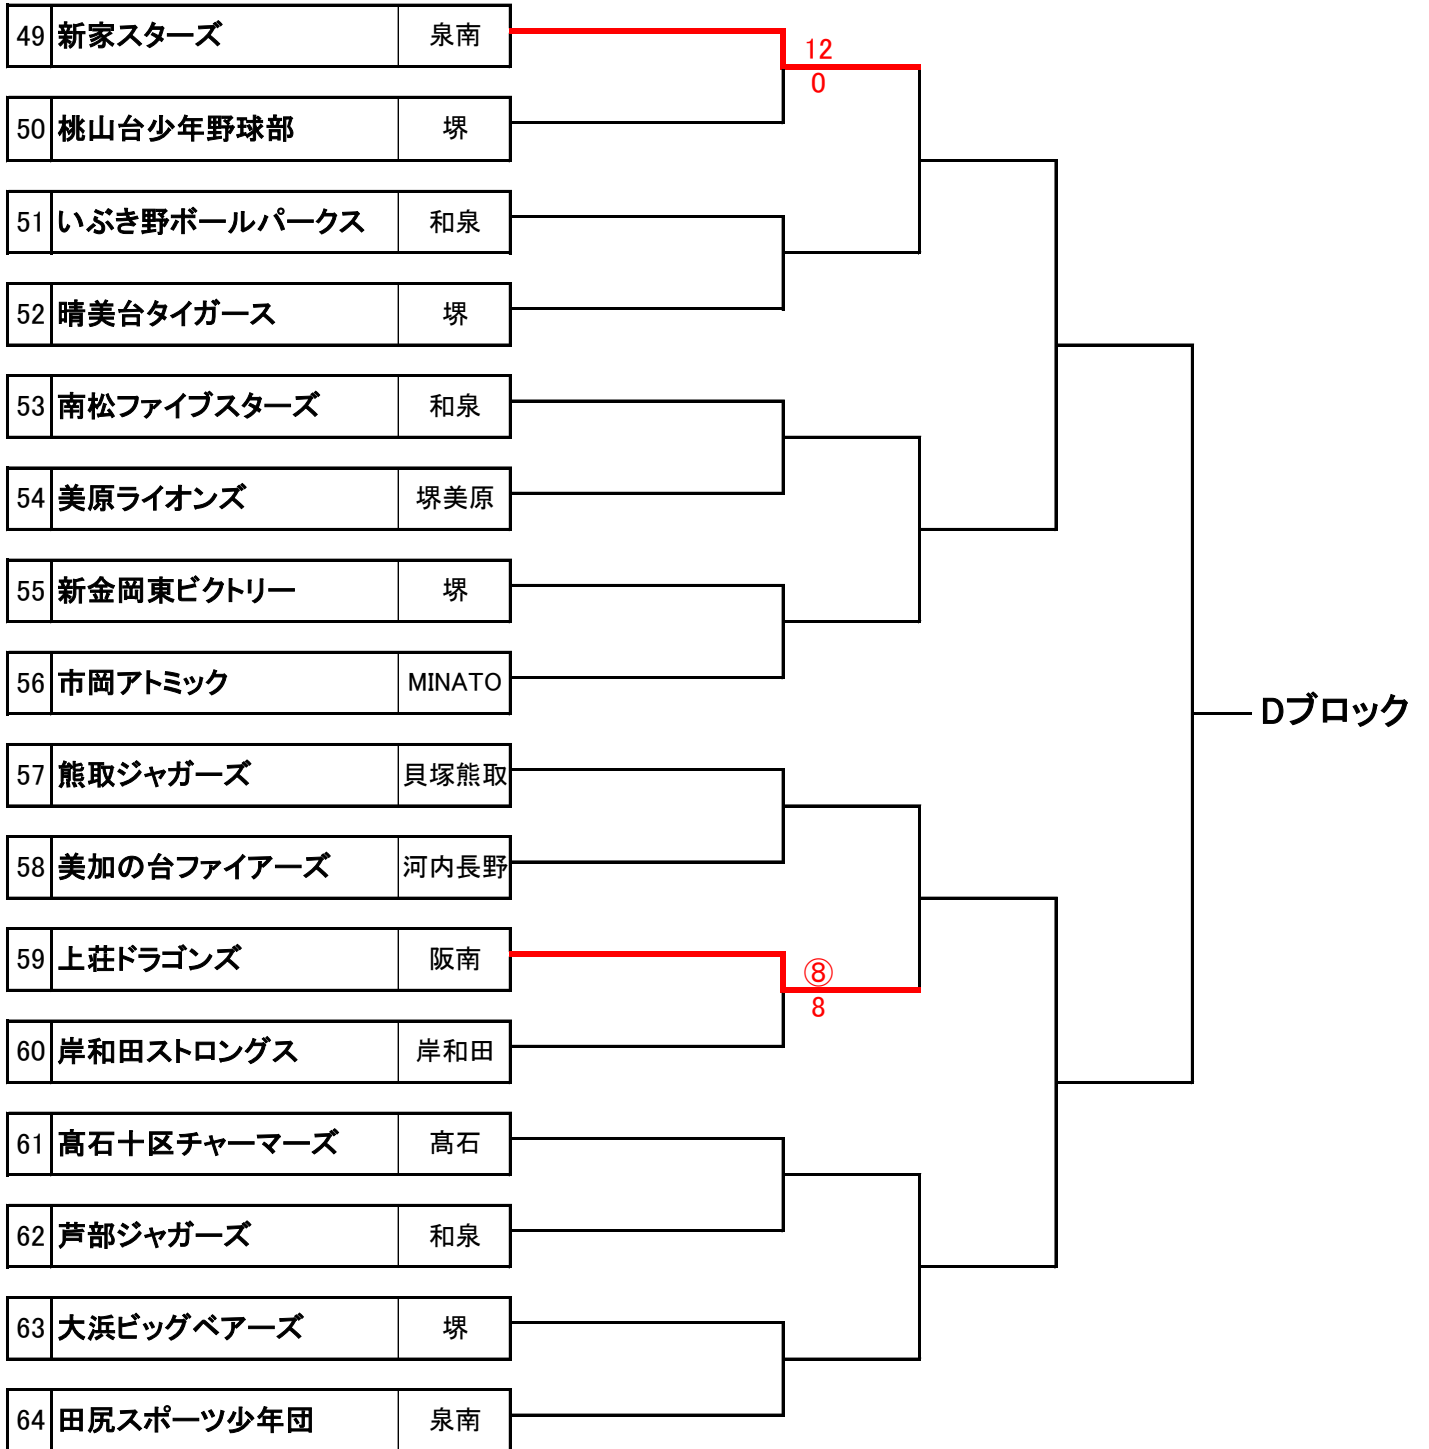 49 新家スターズ 泉南
12
0
50 桃山台少年野球部 堺
51 いぶき野ボールパークス 和泉
52 晴美台タイガース 堺
53 南松ファイブスターズ 和泉
54 美原ライオンズ 堺美原
55 新金岡東ビクトリー 堺
56 市岡アトミック MINATO
Dブロック
57 熊取ジャガーズ 貝塚熊取
58 美加の台ファイアーズ 河内長野
59 上荘ドラゴンズ 阪南
⑧
8
60 岸和田ストロングス 岸和田
61 髙石十区チャーマーズ 髙石
62 芦部ジャガーズ 和泉
63 大浜ビッグベアーズ 堺
64 田尻スポーツ少年団 泉南